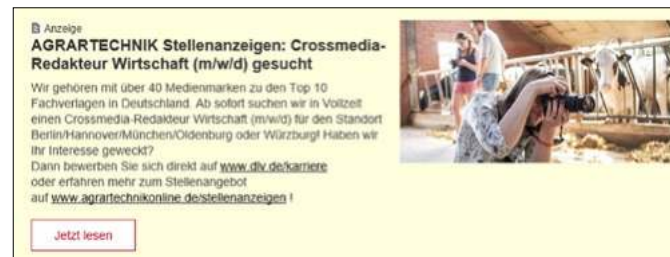 Anzeige
AGRARTECHNIK Stellenanzeigen: Crossmedia-
Redakteur Wirtschaft (m/w/d) gesucht
Wir gehören mit über 40 Medienmarken zu den Top 10
Fachverlagen in Deutschland. Ab sofort suchen wir in Vollzeit
einen Crossmedia-Redakteur Wirtschaft (m/w/d) für den Standort
Berlin/Hannover/München/Oldenburg oder Würzburg! Haben wir
Ihr Interesse geweckt?
Dann bewerben Sie sich direkt auf www.dlv.de/karriere
oder erfahren mehr zum Stellenangebot
auf www.agrartechnikonline.de/stellenanzeigen !
Jetzt lesen